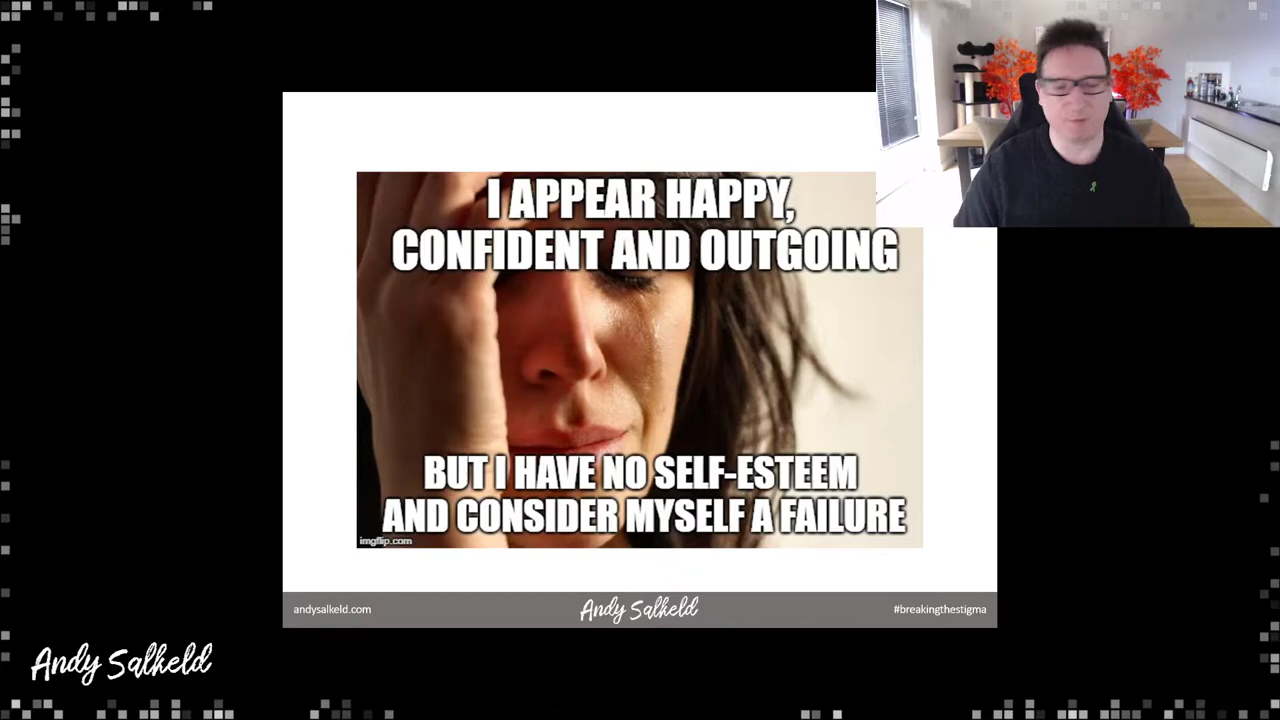 I APPEAR HAPPY,
CONFIDENT AND OUTGOING
BUT I HAVE NO SELF-ESTEEM
AND CONSIDER MYSELF A FAILURE
imgflip.com
andysalkeld.com
Andy Salkeld
#breakingthestigma
Andy Salkeld